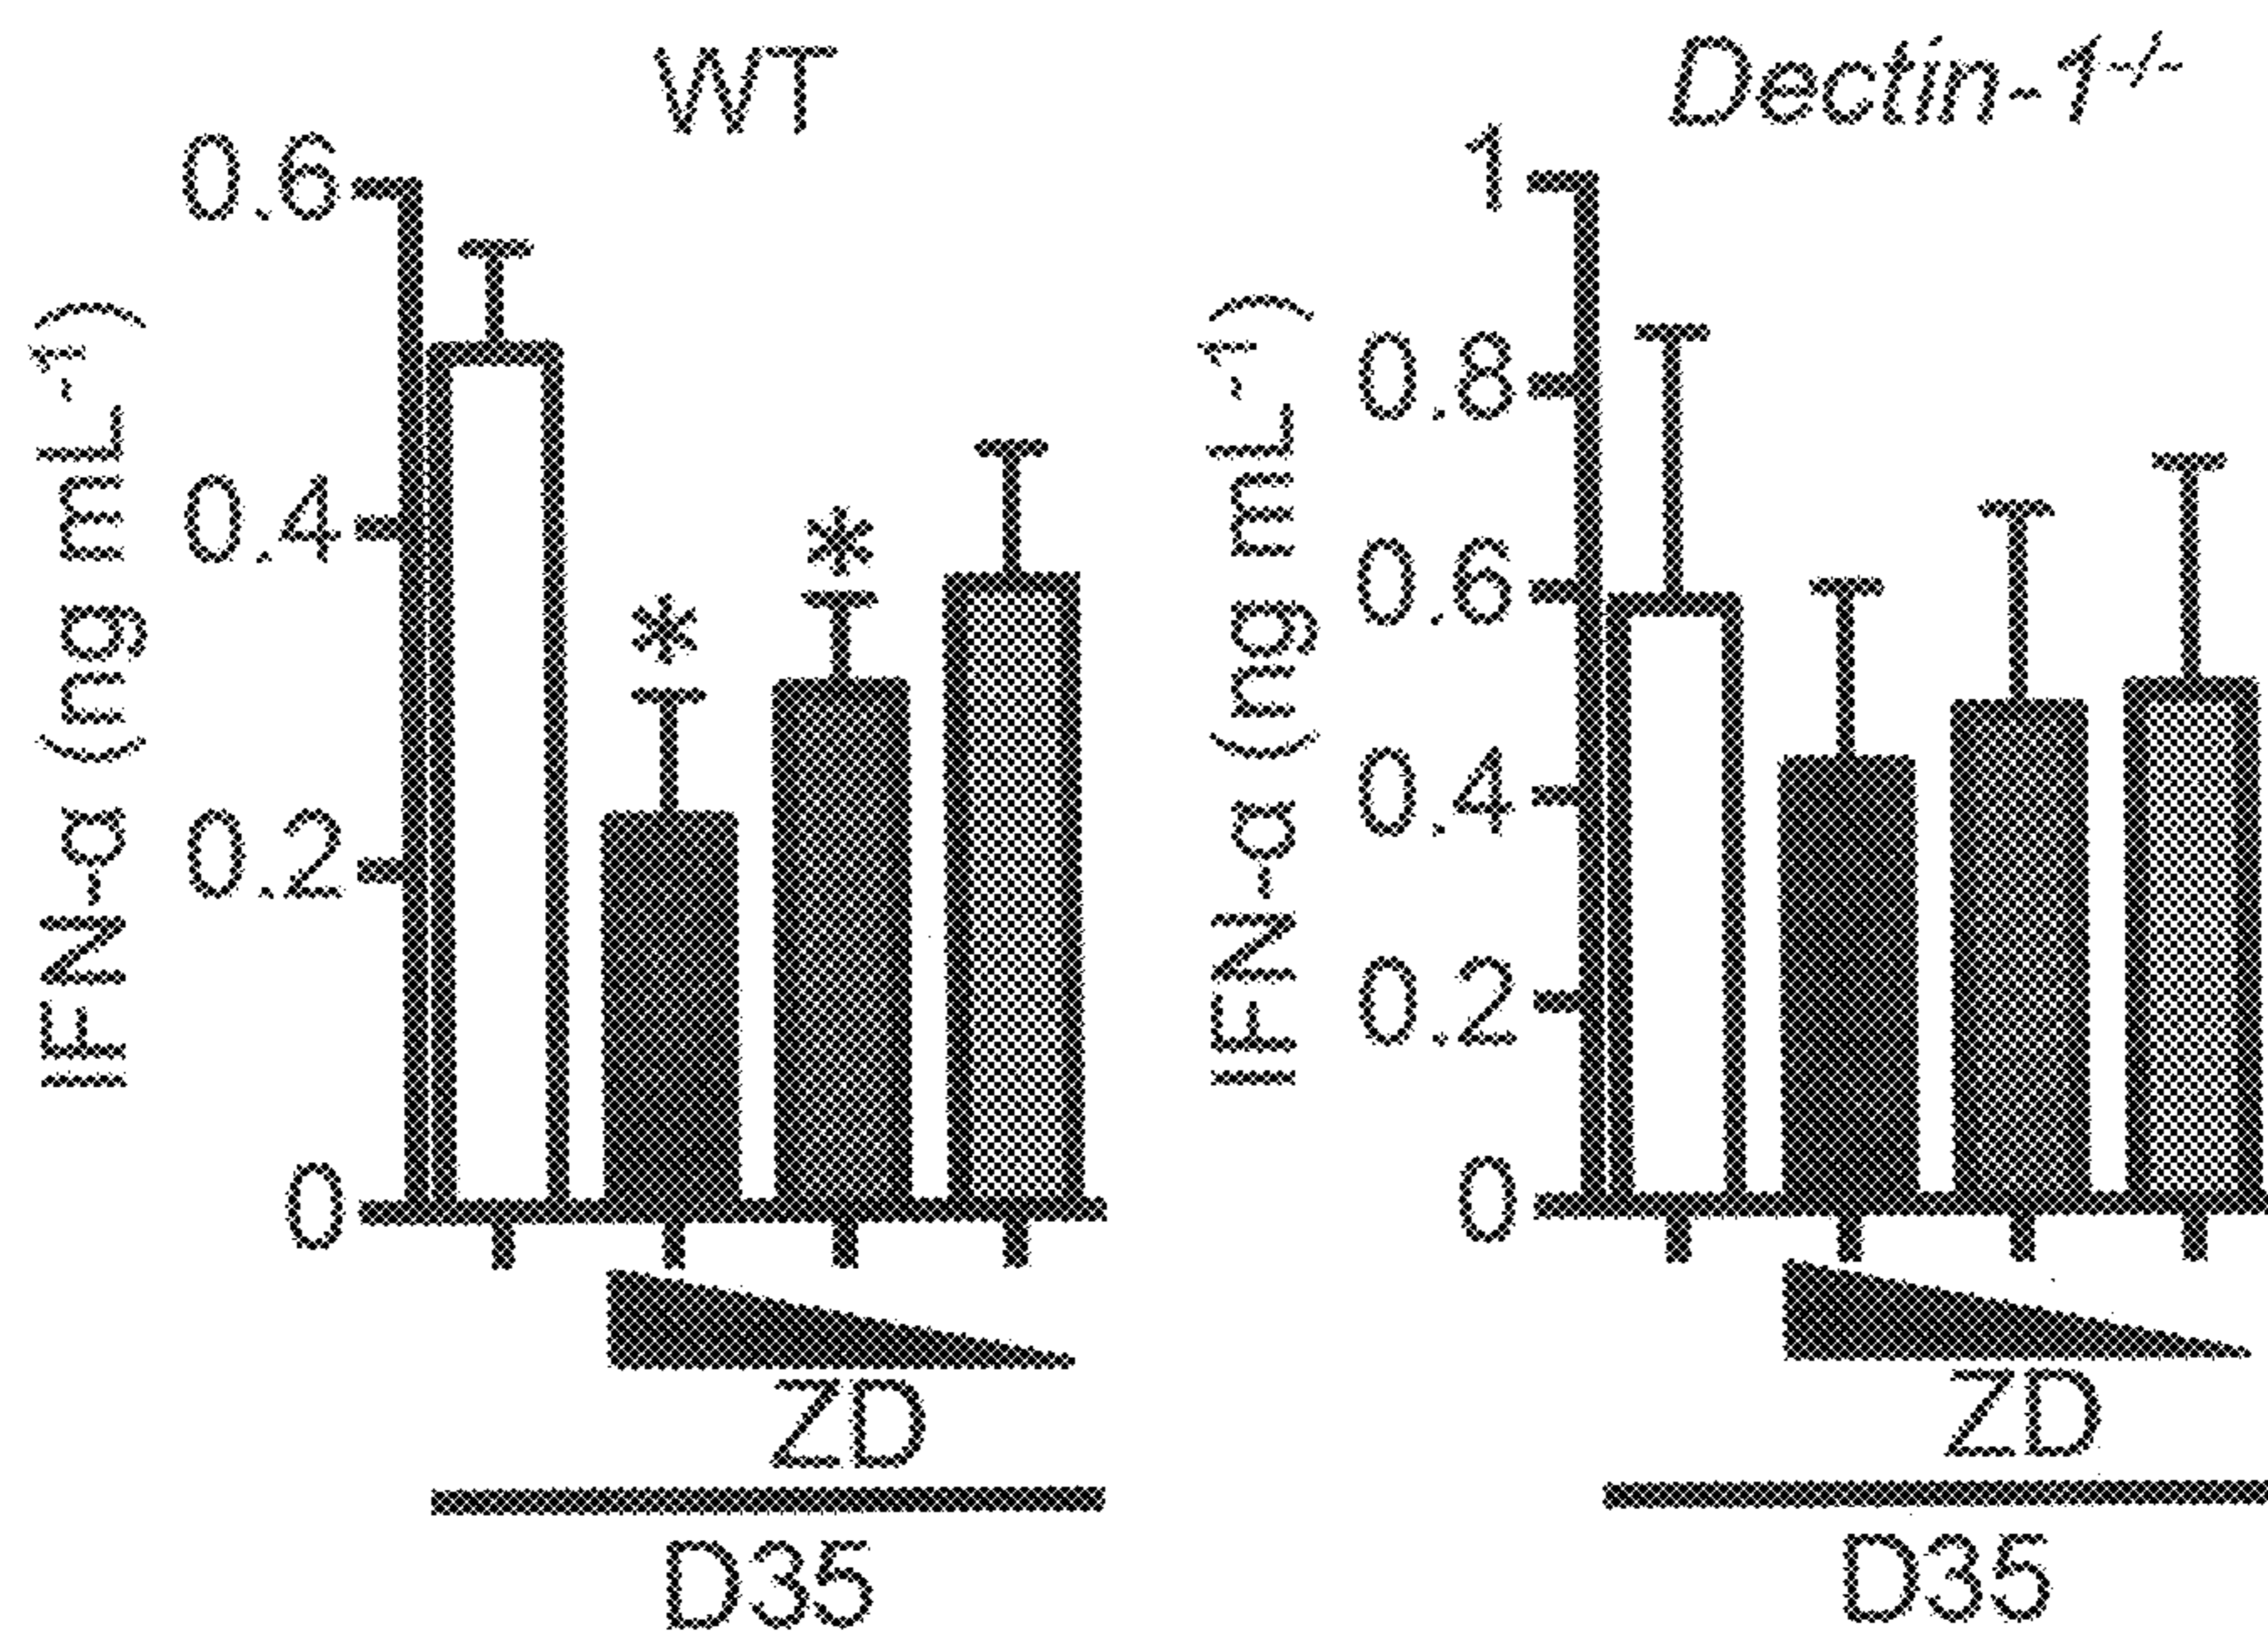 WT
IFN-α (ng mL⁻¹)
0.6
0.4
0.2
0
*
*
ZD
D35
Dectin-1⁻/⁻
IFN-α (ng mL⁻¹)
1
0.8
0.6
0.4
0.2
0
ZD
D35